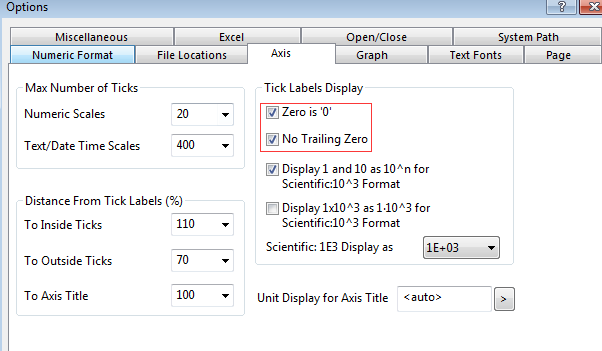 Options
Miscellaneous Excel Open/Close System Path
Numeric Format File Locations Axis Graph Text Fonts Page
Max Number of Ticks
Numeric Scales 20
Text/Date Time Scales 400
Distance From Tick Labels (%)
To Inside Ticks 110
To Outside Ticks 70
To Axis Title 100
Tick Labels Display
Zero is '0'
No Trailing Zero
Display 1 and 10 as 10^n for
Scientific:10^3 Format
Display 1x10^3 as 1·10^3 for
Scientific:10^3 Format
Scientific: 1E3 Display as 1E+03
Unit Display for Axis Title <auto> >